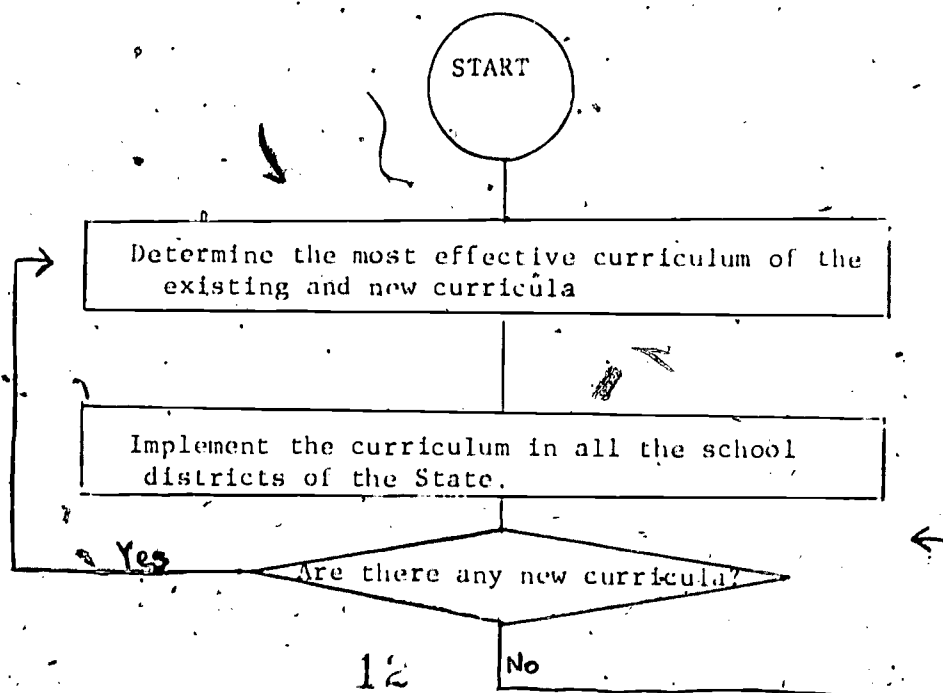 START
Determine the most effective curriculum of the
existing and new curricula
Implement the curriculum in all the school
districts of the State.
Yes
Are there any new curricula?
12
No